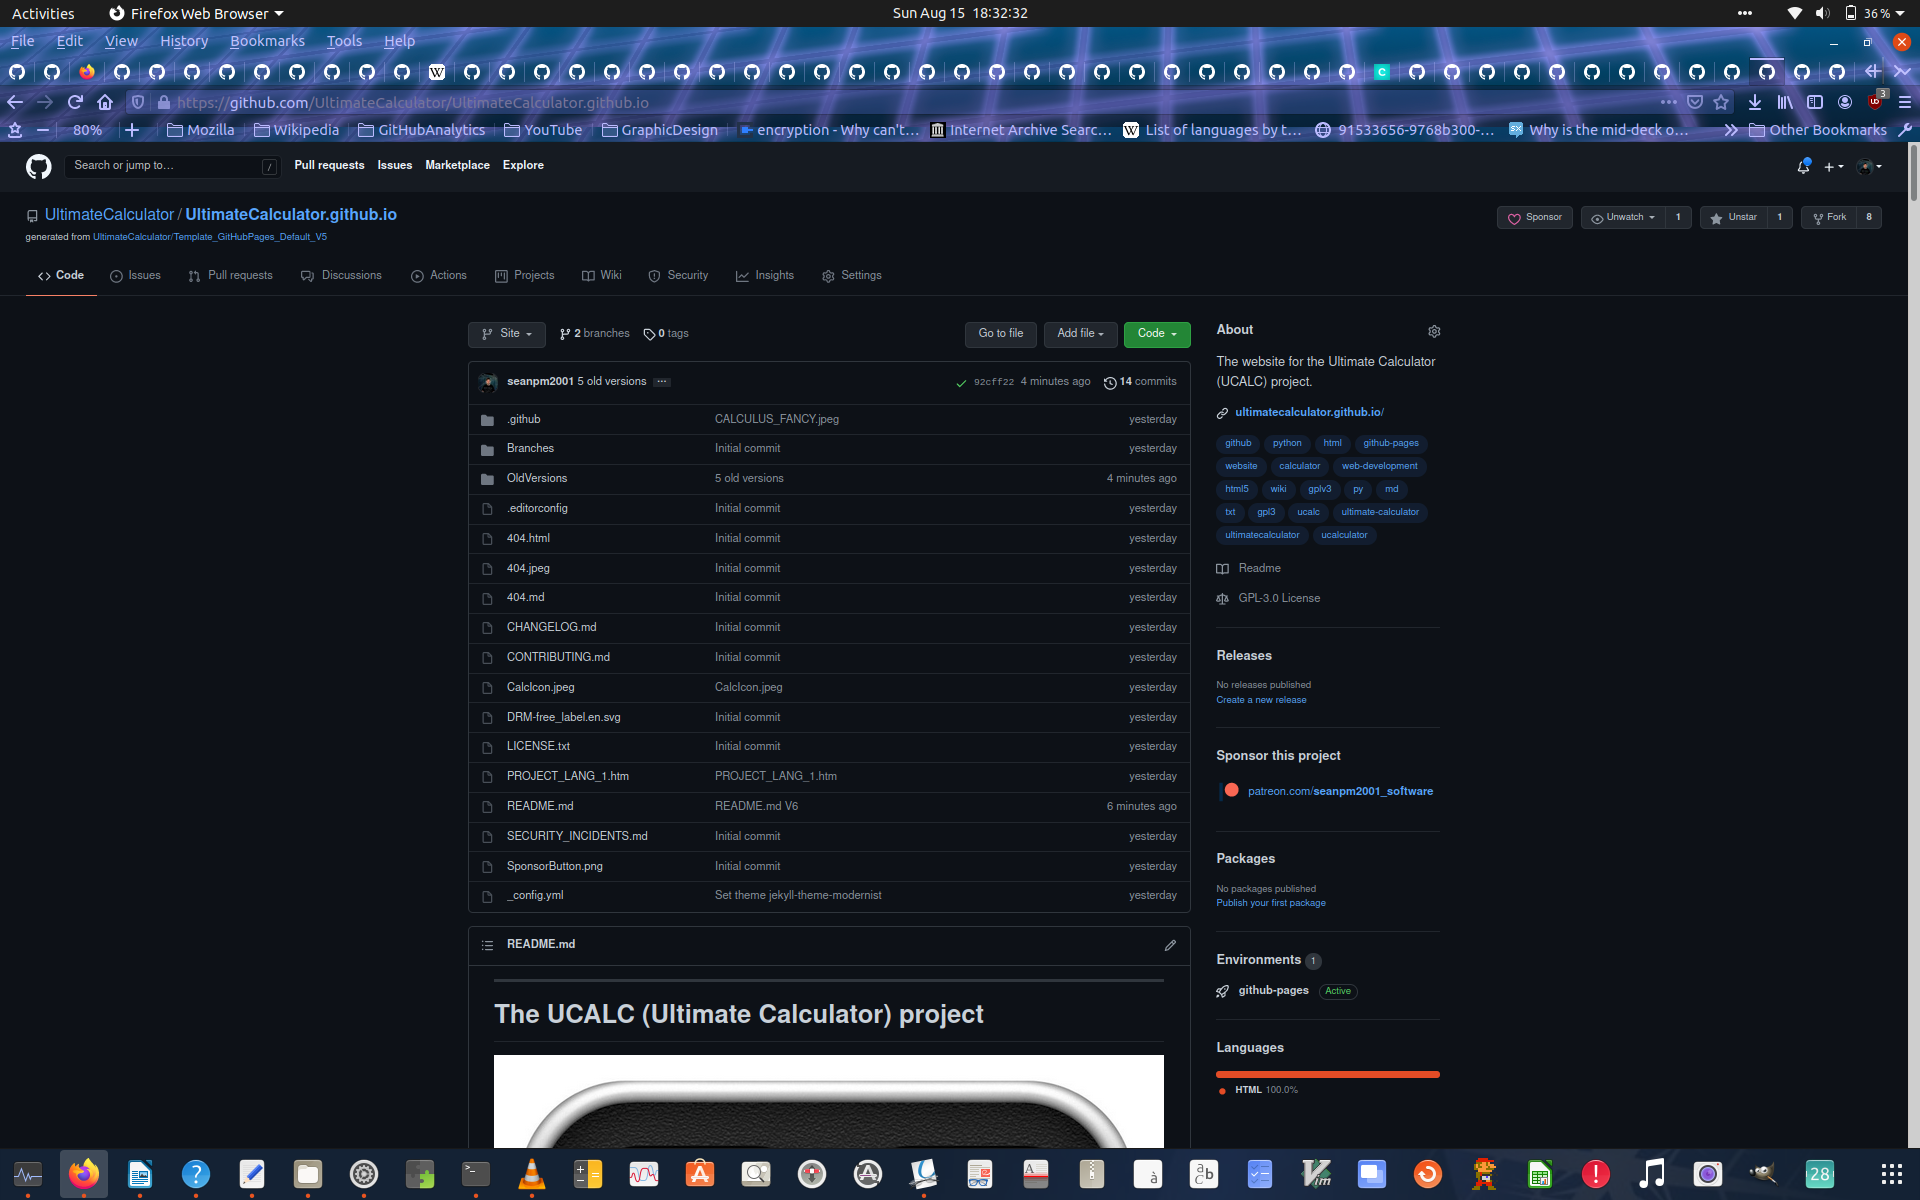 Activities
Firefox Web Browser
Sun Aug 15 18:32:32
36 %
File Edit View History Bookmarks Tools Help
https://github.com/UltimateCalculator/UltimateCalculator.github.io
3
80%
Mozilla
Wikipedia
GitHubAnalytics
YouTube
GraphicDesign
encryption - Why can't…
Internet Archive Searc…
List of languages by t…
91533656-9768b300-…
Why is the mid-deck o…
Other Bookmarks
Search or jump to…
/
Pull requests Issues Marketplace Explore
UltimateCalculator / UltimateCalculator.github.io
generated from UltimateCalculator/Template_GitHubPages_Default_V5
Sponsor
Unwatch 1
Unstar 1
Fork 8
Code
Issues
Pull requests
Discussions
Actions
Projects
Wiki
Security
Insights
Settings
Site
2 branches
0 tags
Go to file
Add file
Code
seanpm2001 5 old versions ...
92cff22 4 minutes ago
14 commits
.github CALCULUS_FANCY.jpeg yesterday
Branches Initial commit yesterday
OldVersions 5 old versions 4 minutes ago
.editorconfig Initial commit yesterday
404.html Initial commit yesterday
404.jpeg Initial commit yesterday
404.md Initial commit yesterday
CHANGELOG.md Initial commit yesterday
CONTRIBUTING.md Initial commit yesterday
CalcIcon.jpeg CalcIcon.jpeg yesterday
DRM-free_label.en.svg Initial commit yesterday
LICENSE.txt Initial commit yesterday
PROJECT_LANG_1.htm PROJECT_LANG_1.htm yesterday
README.md README.md V6 6 minutes ago
SECURITY_INCIDENTS.md Initial commit yesterday
SponsorButton.png Initial commit yesterday
_config.yml Set theme jekyll-theme-modernist yesterday
README.md
The UCALC (Ultimate Calculator) project
About
The website for the Ultimate Calculator
(UCALC) project.
ultimatecalculator.github.io/
github python html github-pages
website calculator web-development
html5 wiki gplv3 py md
txt gpl3 ucalc ultimate-calculator
ultimatecalculator ucalculator
Readme
GPL-3.0 License
Releases
No releases published
Create a new release
Sponsor this project
patreon.com/seanpm2001_software
Packages
No packages published
Publish your first package
Environments 1
github-pages Active
Languages
HTML 100.0%
28